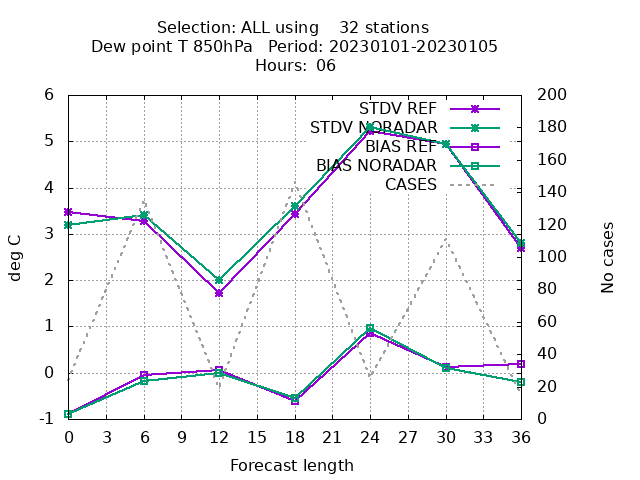 Selection: ALL using    32 stations
Dew point T 850hPa   Period: 20230101-20230105
Hours: 06
6 200
STDV REF
STDV NORADAR
BIAS REF
BIAS NORADAR
CASES
5 180
4 160
3 140
2 120
1 100
0 80
-1 60
40
20
0
deg C
No cases
0 3 6 9 12 15 18 21 24 27 30 33 36
Forecast length